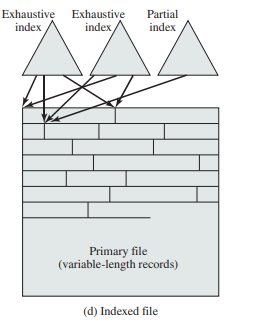 Exhaustive Exhaustive Partial
index index index
Primary file
(variable-length records)
(d) Indexed file